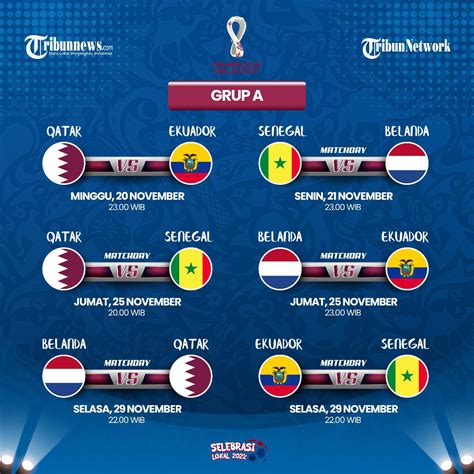 Tribunnews.com
TribunNetwork
GRUP A
QATAR
EKUADOR
VS
MINGGU, 20 NOVEMBER
23.00 WIB
SENEGAL
BELANDA
MATCHDAY
VS
SENIN, 21 NOVEMBER
23.00 WIB
QATAR
SENEGAL
MATCHDAY
VS
JUMAT, 25 NOVEMBER
20.00 WIB
BELANDA
EKUADOR
MATCHDAY
VS
JUMAT, 25 NOVEMBER
23.00 WIB
BELANDA
QATAR
MATCHDAY
VS
SELASA, 29 NOVEMBER
22.00 WIB
EKUADOR
SENEGAL
MATCHDAY
VS
SELASA, 29 NOVEMBER
22.00 WIB
SELEBRASI
LOKAL 2022